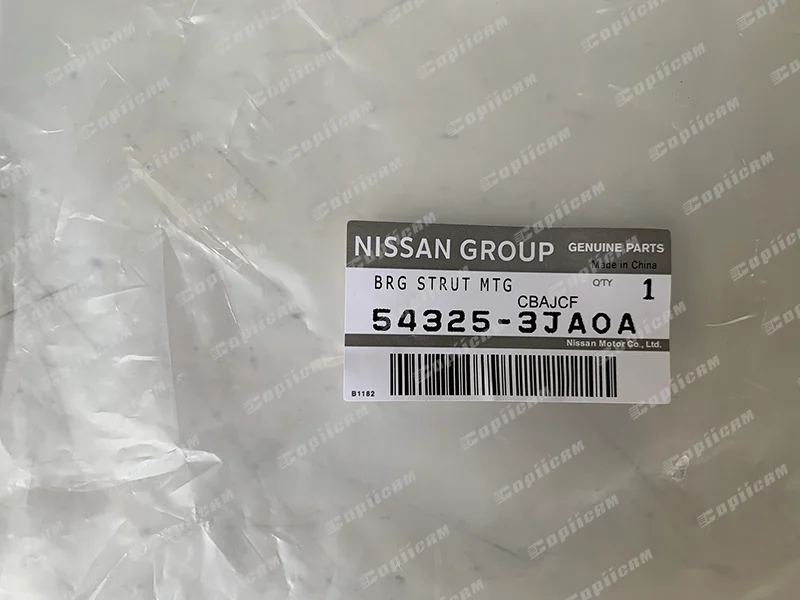 NISSAN GROUP GENUINE PARTS
Made in China
BRG STRUT MTG Q'TY 1
CBAJCF
54325-3JA0A
Nissan Motor Co., Ltd.
B1182
Copiicam